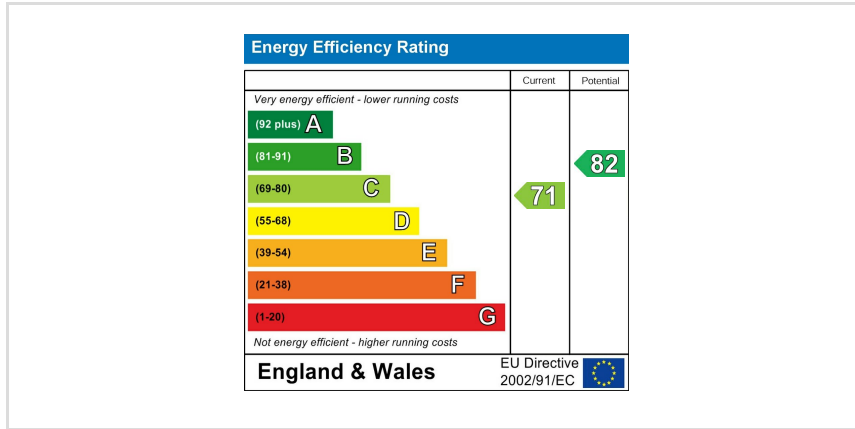 Energy Efficiency Rating
Current Potential
Very energy efficient - lower running costs
(92 plus) A
(81-91) B
82
(69-80) C
71
(55-68) D
(39-54) E
(21-38) F
(1-20) G
Not energy efficient - higher running costs
England & Wales
EU Directive
2002/91/EC